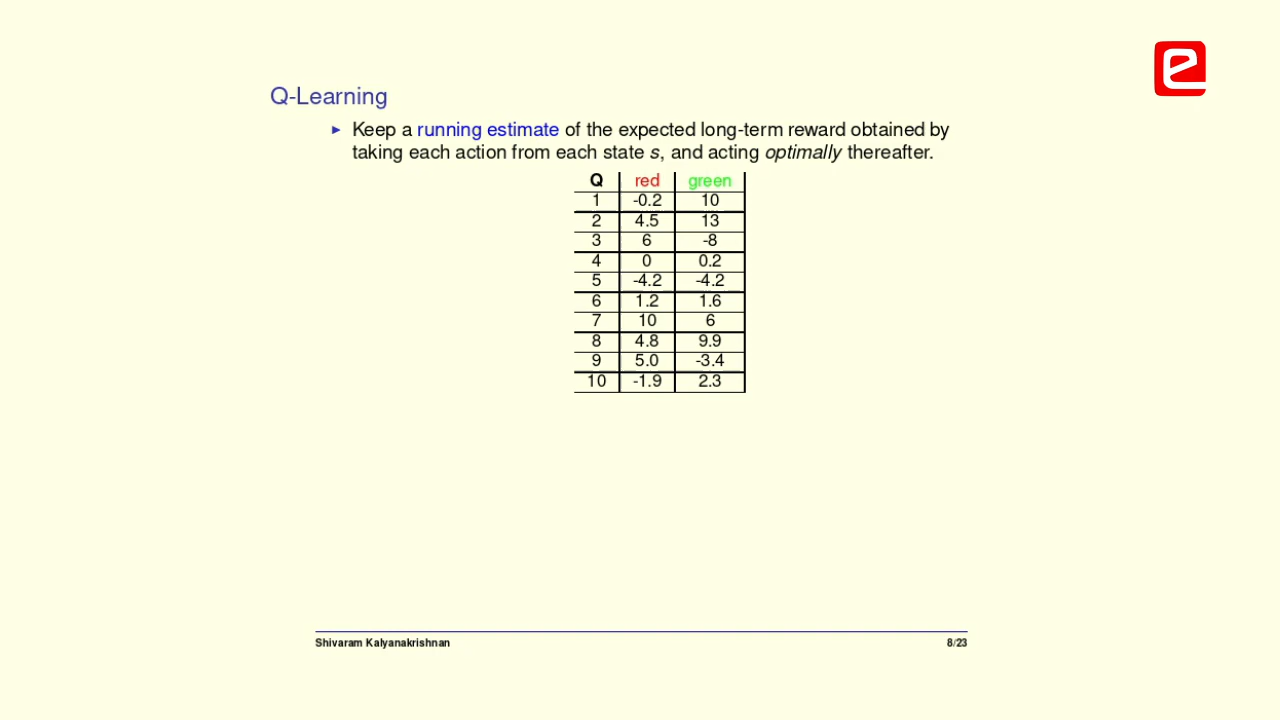 Q-Learning
► Keep a running estimate of the expected long-term reward obtained by
taking each action from each state s, and acting optimally thereafter.
Q red green
1 -0.2 10
2 4.5 13
3 6 -8
4 0 0.2
5 -4.2 -4.2
6 1.2 1.6
7 10 6
8 4.8 9.9
9 5.0 -3.4
10 -1.9 2.3
Shivaram Kalyanakrishnan 8/23